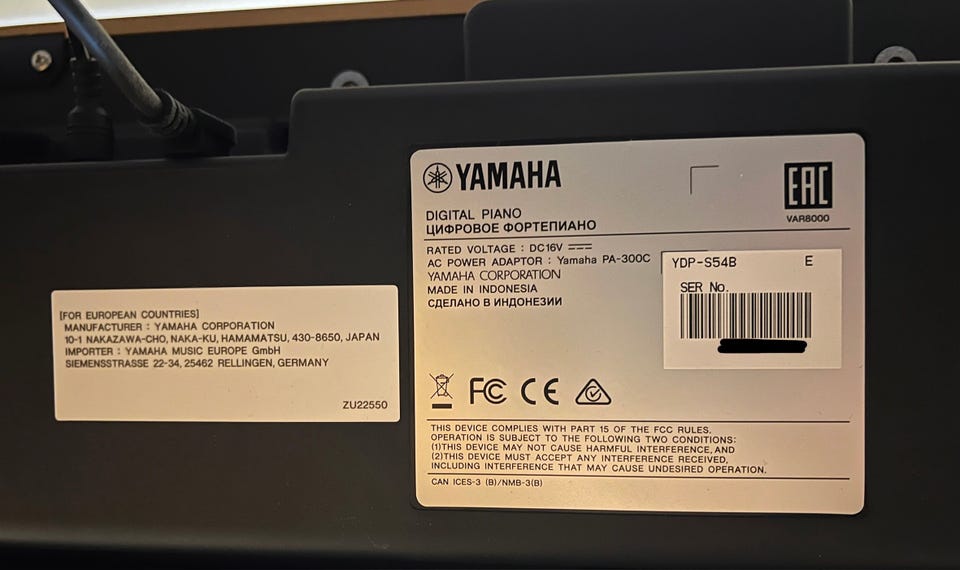 [FOR EUROPEAN COUNTRIES]
MANUFACTURER : YAMAHA CORPORATION
10-1 NAKAZAWA-CHO, NAKA-KU, HAMAMATSU, 430-8650, JAPAN
IMPORTER : YAMAHA MUSIC EUROPE GmbH
SIEMENSSTRASSE 22-34, 25462 RELLINGEN, GERMANY
ZU22550
YAMAHA
EAC
VAR8000
DIGITAL PIANO
ЦИФРОВОЕ ФОРТЕПИАНО
RATED VOLTAGE : DC16V
AC POWER ADAPTOR : Yamaha PA-300C
YAMAHA CORPORATION
MADE IN INDONESIA
СДЕЛАНО В ИНДОНЕЗИИ
YDP-S54B E
SER No.
FC CE
THIS DEVICE COMPLIES WITH PART 15 OF THE FCC RULES.
OPERATION IS SUBJECT TO THE FOLLOWING TWO CONDITIONS:
(1)THIS DEVICE MAY NOT CAUSE HARMFUL INTERFERENCE, AND
(2)THIS DEVICE MUST ACCEPT ANY INTERFERENCE RECEIVED,
INCLUDING INTERFERENCE THAT MAY CAUSE UNDESIRED OPERATION.
CAN ICES-3 (B)/NMB-3(B)